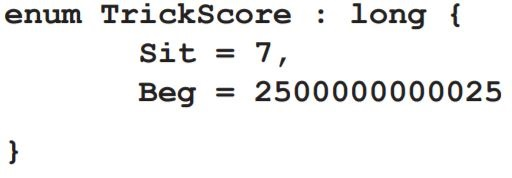 enum TrickScore : long {
Sit = 7,
Beg = 2500000000025
}